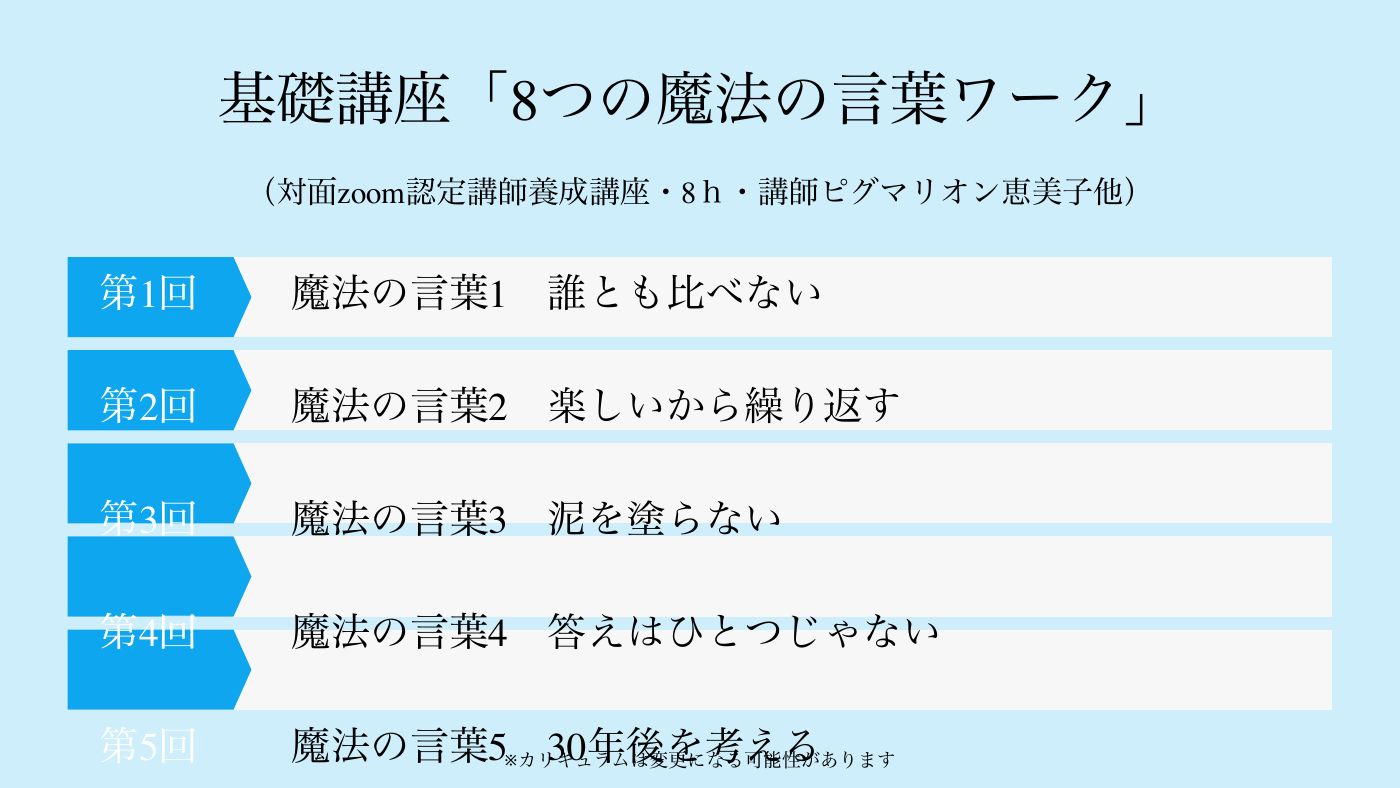 基礎講座「8つの魔法の言葉ワーク」
（対面zoom認定講師養成講座・8ｈ・講師ピグマリオン恵美子他）
第1回 魔法の言葉1　誰とも比べない
第2回 魔法の言葉2　楽しいから繰り返す
第3回 魔法の言葉3　泥を塗らない
第4回 魔法の言葉4　答えはひとつじゃない
第5回 魔法の言葉5　30年後を考える
※カリキュラムは変更になる可能性があります